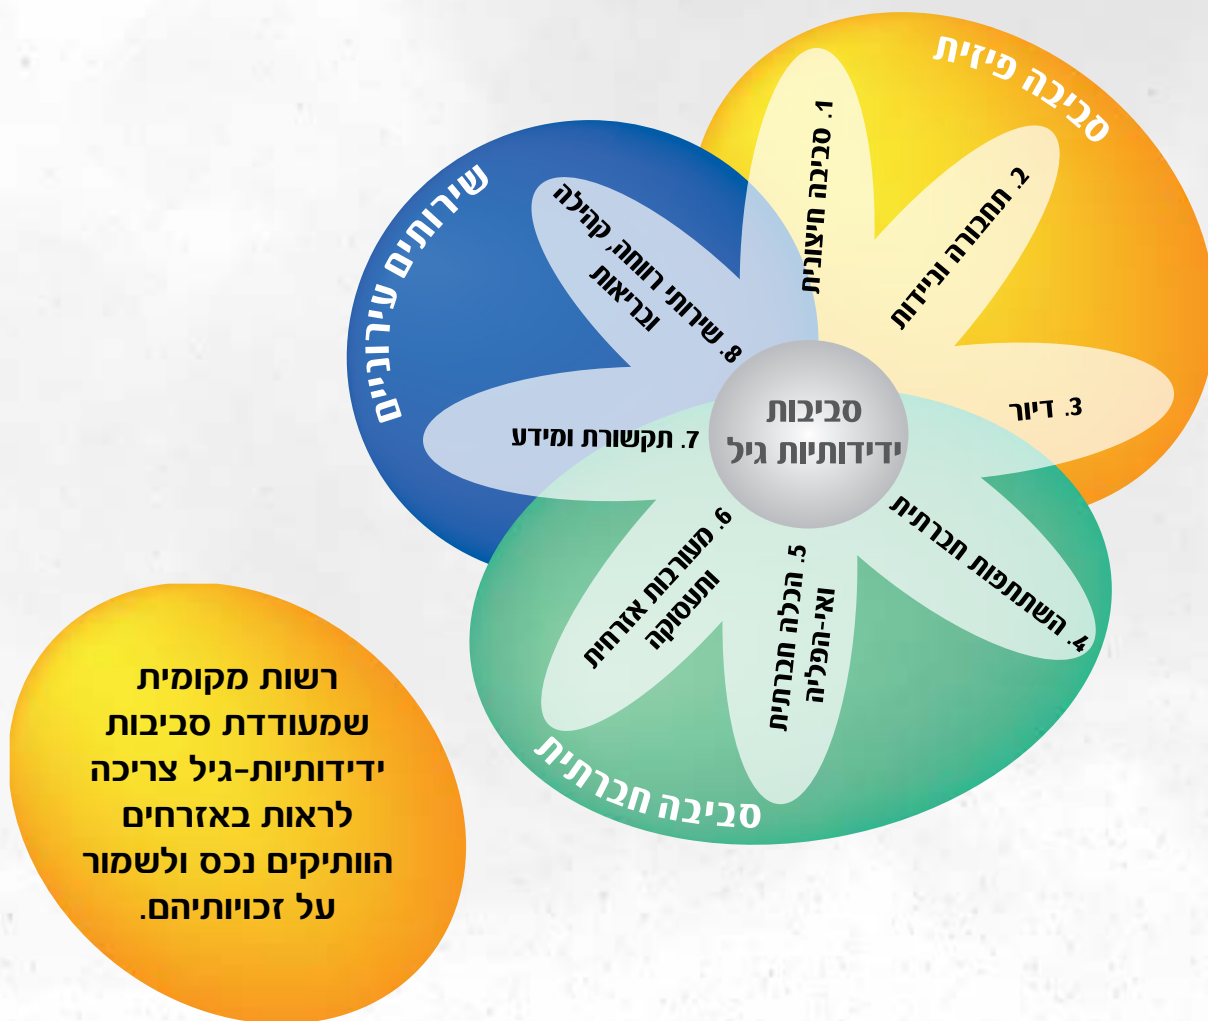 סביבה פיזית
1. סביבה חיצונית
2. תחבורה וניידות
3. דיור
סביבות
ידידותיות גיל
4. השתתפות חברתית
5. הכלה חברתית
ואי-הפליה
6. מעורבות אזרחית
ותעסוקה
סביבה חברתית
7. תקשורת ומידע
8. שירותי רווחה, קהילה
ובריאות
שירותים עירוניים
רשות מקומית
שמעודדת סביבות
ידידותיות-גיל צריכה
לראות באזרחים
הוותיקים נכס ולשמור
על זכויותיהם.